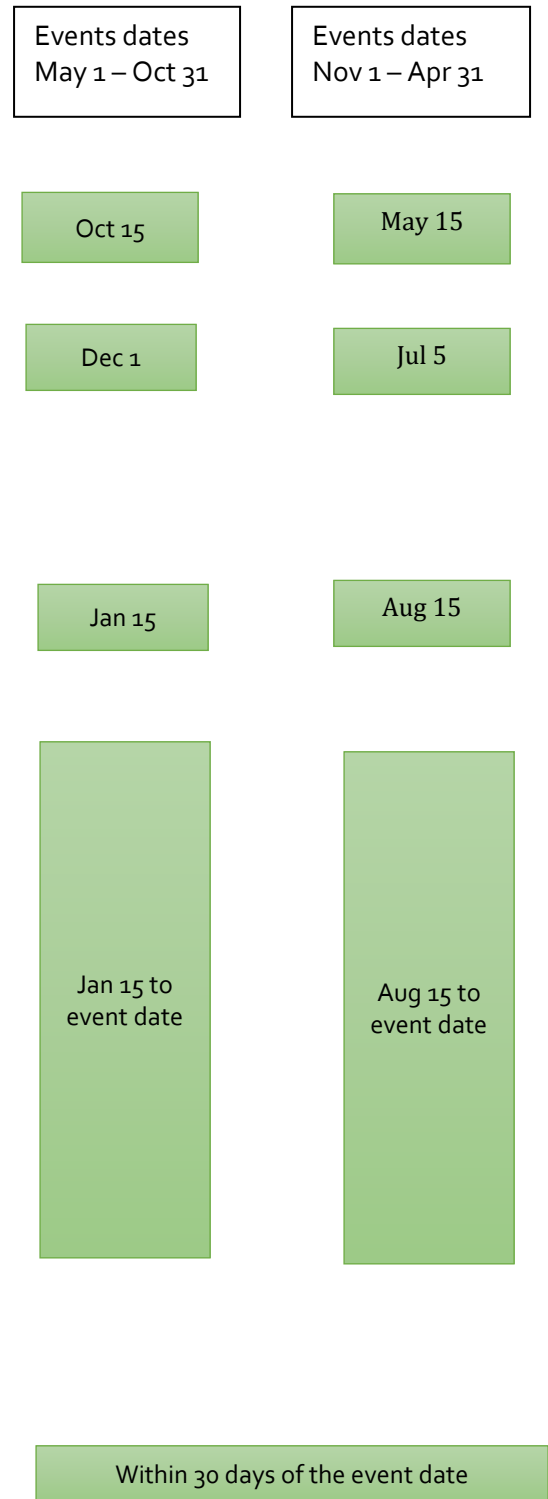 Events dates
May 1 – Oct 31
Events dates
Nov 1 – Apr 31
Oct 15
May 15
Dec 1
Jul 5
Jan 15
Aug 15
Jan 15 to
event date
Aug 15 to
event date
Within 30 days of the event date